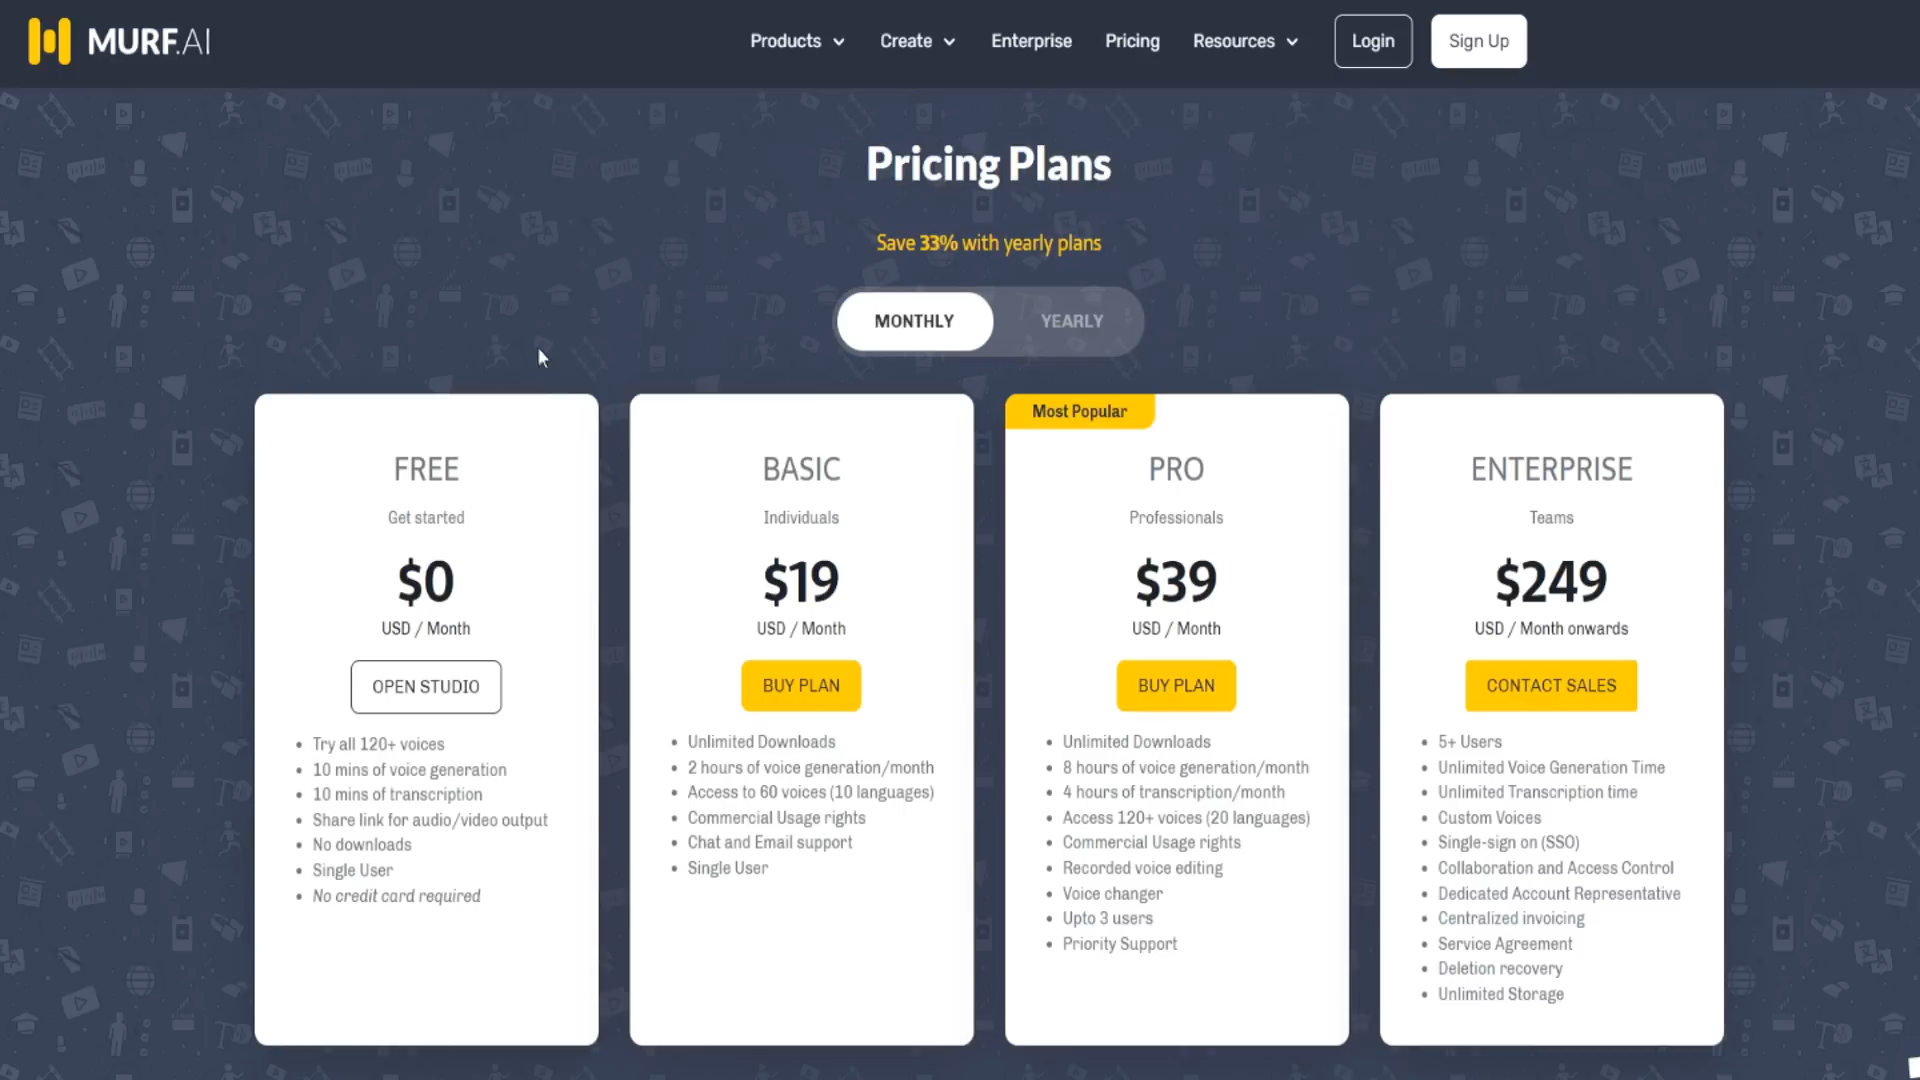 MURF.AI
Products
Create
Enterprise
Pricing
Resources
Login
Sign Up
Pricing Plans
Save 33% with yearly plans
MONTHLY
YEARLY
FREE
Get started
$0
USD / Month
OPEN STUDIO
• Try all 120+ voices
• 10 mins of voice generation
• 10 mins of transcription
• Share link for audio/video output
• No downloads
• Single User
• No credit card required
BASIC
Individuals
$19
USD / Month
BUY PLAN
• Unlimited Downloads
• 2 hours of voice generation/month
• Access to 60 voices (10 languages)
• Commercial Usage rights
• Chat and Email support
• Single User
Most Popular
PRO
Professionals
$39
USD / Month
BUY PLAN
• Unlimited Downloads
• 8 hours of voice generation/month
• 4 hours of transcription/month
• Access 120+ voices (20 languages)
• Commercial Usage rights
• Recorded voice editing
• Voice changer
• Upto 3 users
• Priority Support
ENTERPRISE
Teams
$249
USD / Month onwards
CONTACT SALES
• 5+ Users
• Unlimited Voice Generation Time
• Unlimited Transcription time
• Custom Voices
• Single-sign on (SSO)
• Collaboration and Access Control
• Dedicated Account Representative
• Centralized invoicing
• Service Agreement
• Deletion recovery
• Unlimited Storage